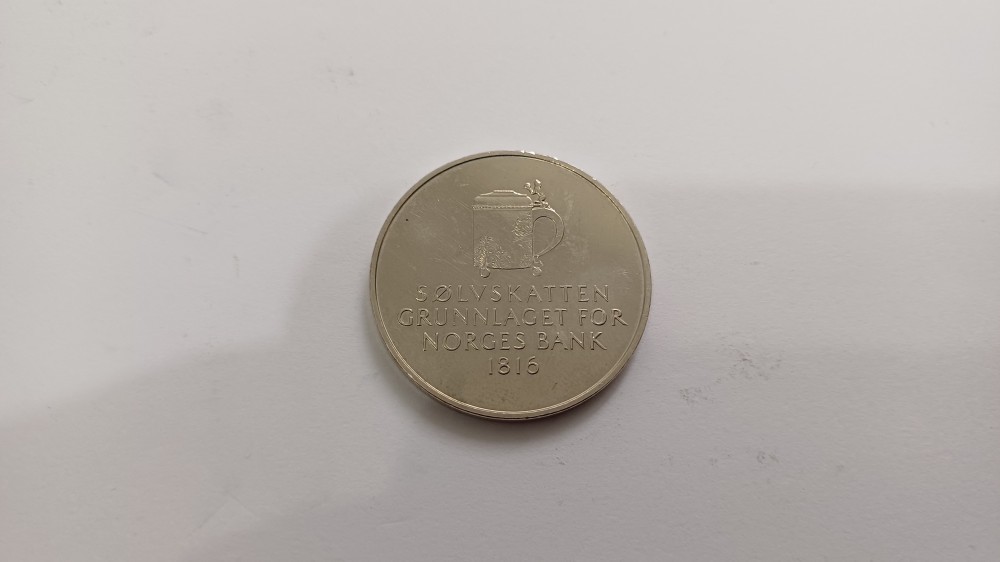 SØLVSKATTEN
GRUNNLAGET FOR
NORGES BANK
1816